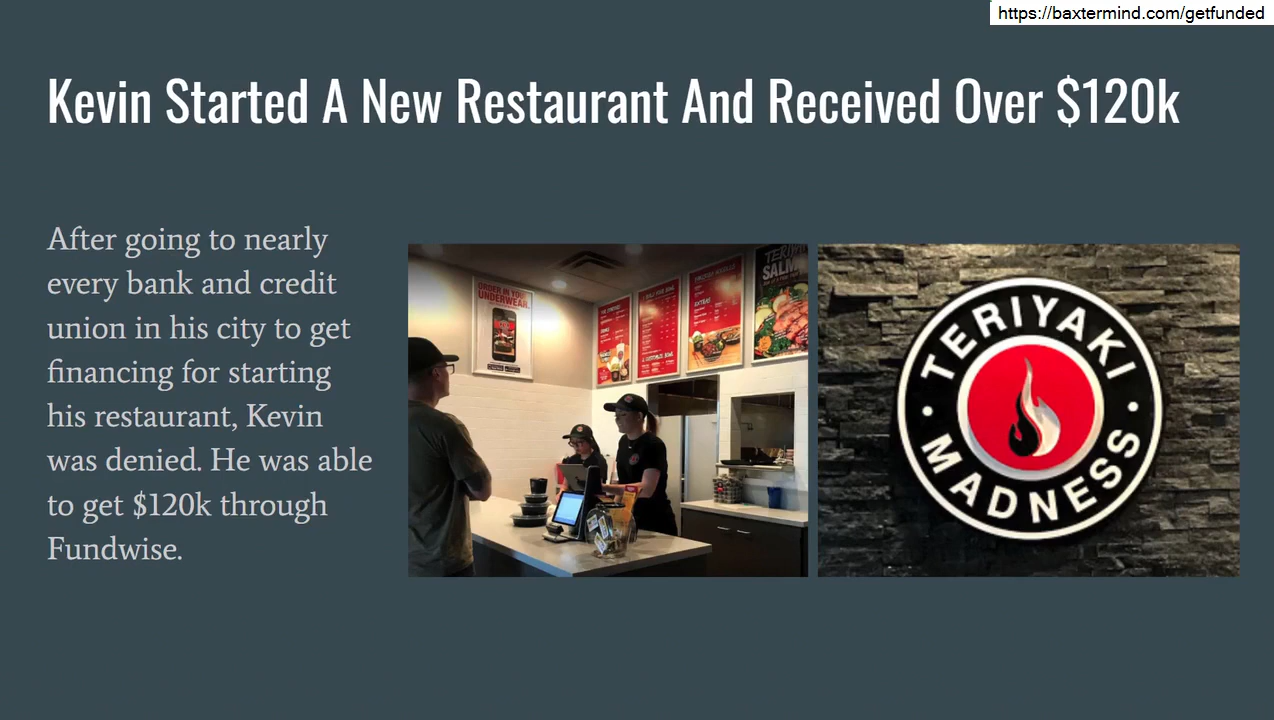 https://baxtermind.com/getfunded
Kevin Started A New Restaurant And Received Over $120k
After going to nearly
every bank and credit
union in his city to get
financing for starting
his restaurant, Kevin
was denied. He was able
to get $120k through
Fundwise.
ORDER IN YOUR
UNDERWEAR.
EXTRAS
TERIYAKI
MADNESS